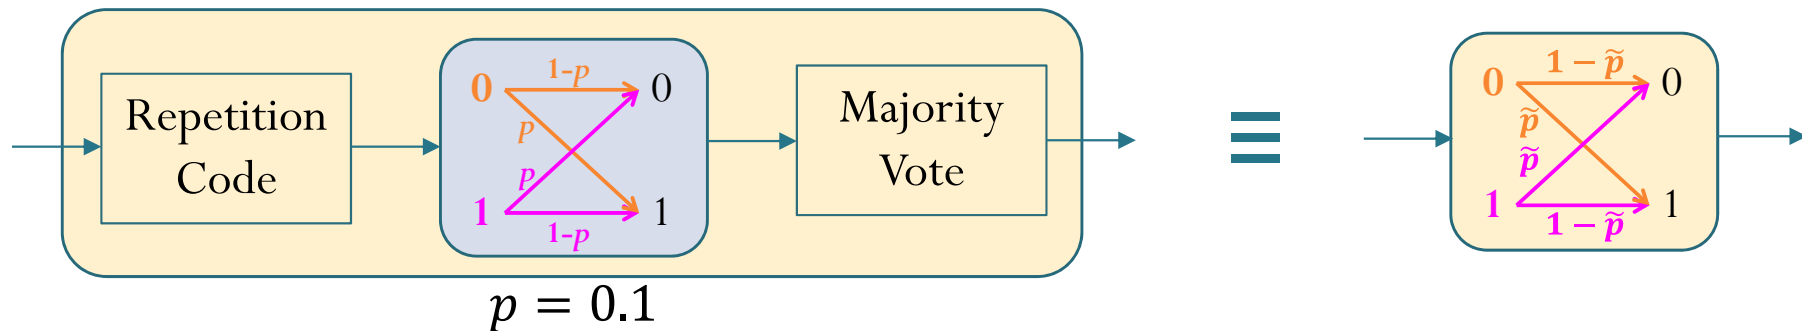 Repetition
Code
0
1-p
0
p
p
1
1-p
1
Majority
Vote
≡
0
1 − p̃
0
p̃
p̃
1
1 − p̃
1
p = 0.1